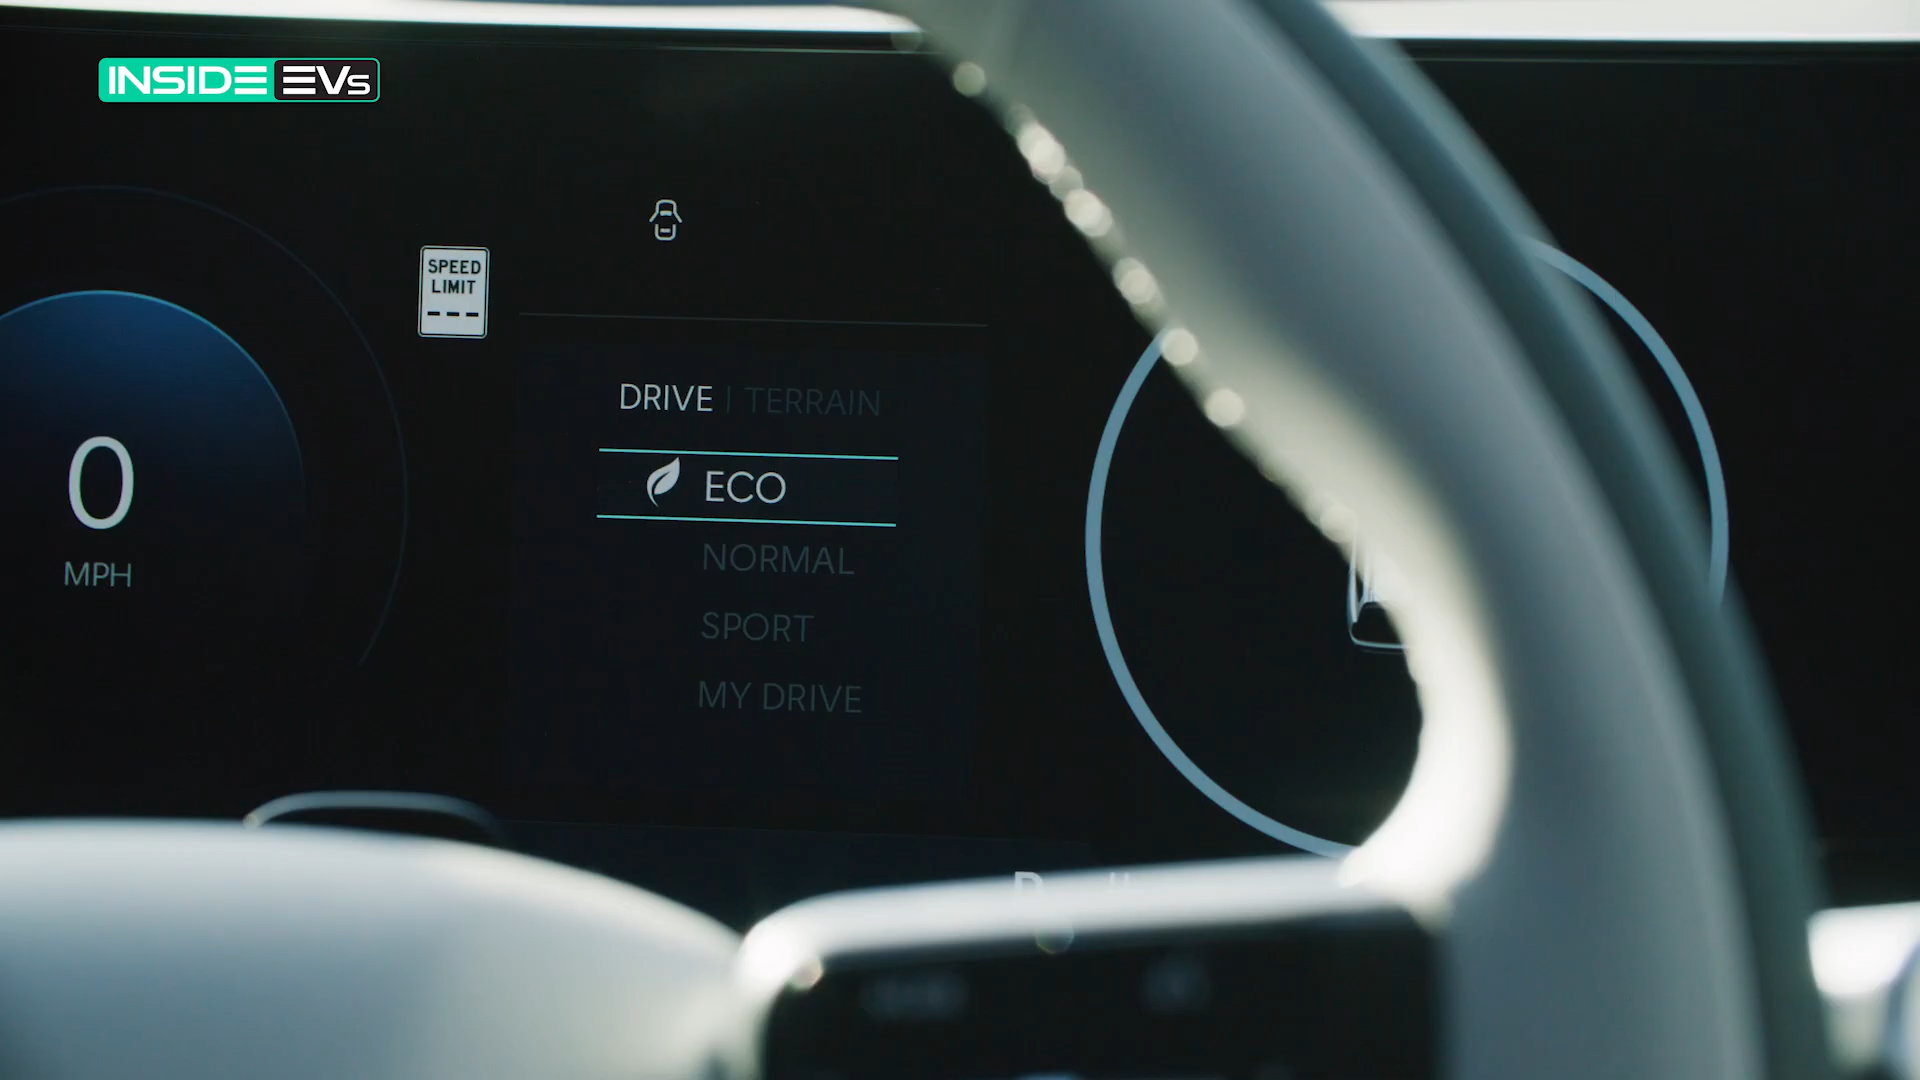 INSIDE EVs
SPEED
LIMIT
---
DRIVE | TERRAIN
ECO
NORMAL
SPORT
MY DRIVE
0
MPH